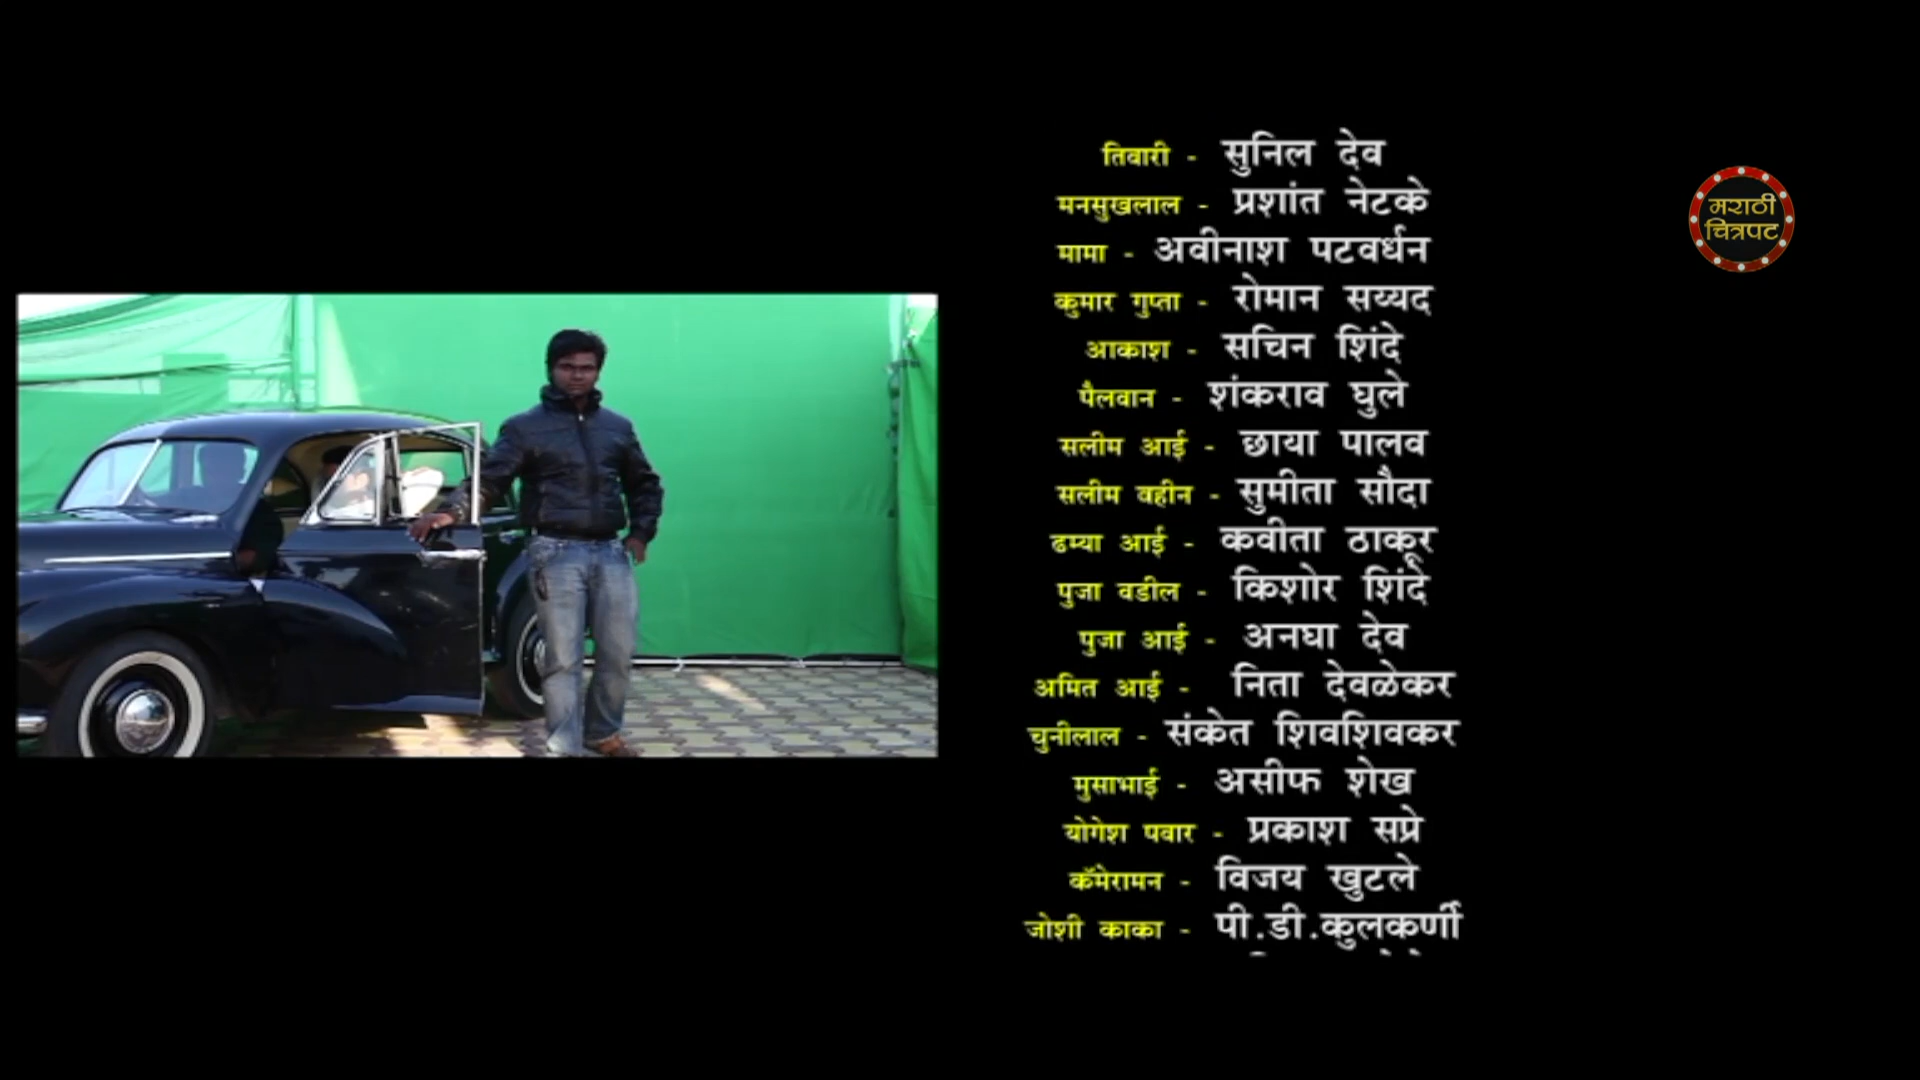 तिवारी - सुनिल देव
मनसुखलाल - प्रशांत नेटके
मामा - अवीनाश पटवर्धन
कुमार गुप्ता - रोमान सय्यद
आकाश - सचिन शिंदे
पैलवान - शंकरराव घुले
सलीम आई - छाया पालव
सलीम बहीन - सुमीता सौदा
ढम्या आई - कवीता ठाकूर
पुजा वडील - किशोर शिंदे
पुजा आई - अनघा देव
अमित आई - निता देवळेकर
चुनीलाल - संकेत शिवशिवकर
मुसाभाई - असीफ शेख
योगेश पवार - प्रकाश सप्रे
कॅमेरामन - विजय खुटले
जोशी काका - पी.डी.कुलकर्णी
मराठी
चित्रपट